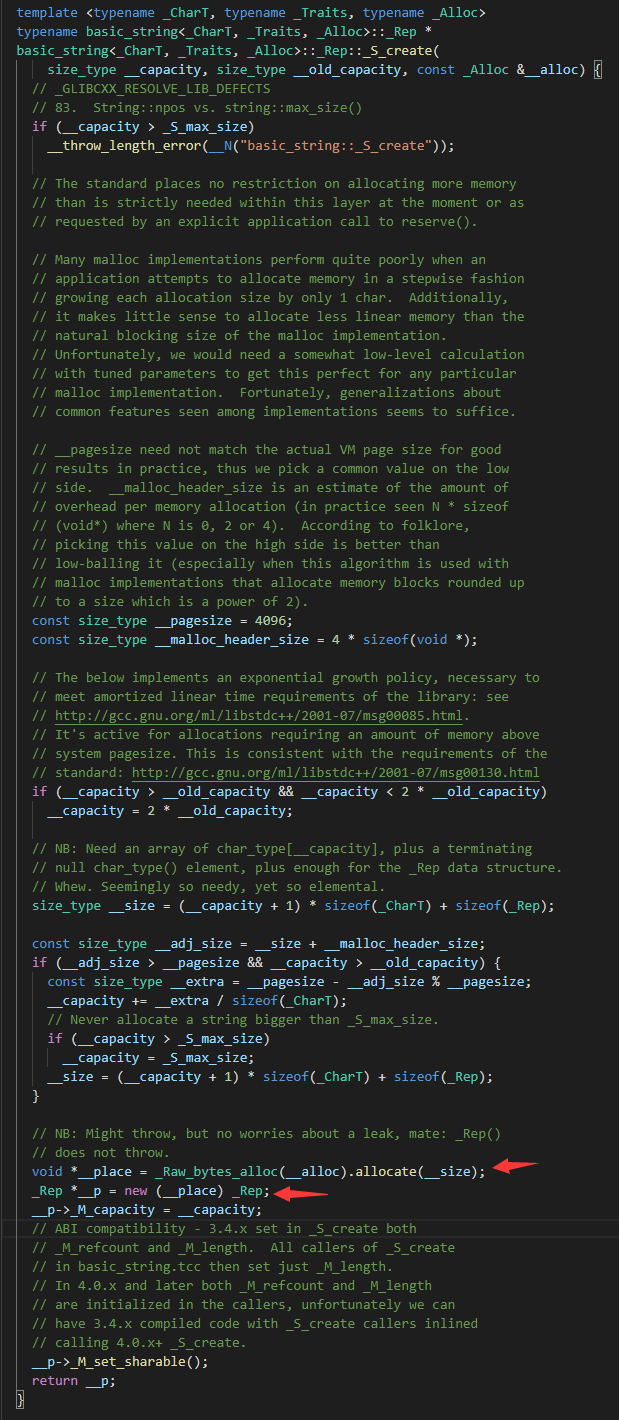 template <typename _CharT, typename _Traits, typename _Alloc>
typename basic_string<_CharT, _Traits, _Alloc>::_Rep *
basic_string<_CharT, _Traits, _Alloc>::_Rep::_S_create(
    size_type __capacity, size_type __old_capacity, const _Alloc &__alloc) {
  // _GLIBCXX_RESOLVE_LIB_DEFECTS
  // 83.  String::npos vs. string::max_size()
  if (__capacity > _S_max_size)
    __throw_length_error(__N("basic_string::_S_create"));

  // The standard places no restriction on allocating more memory
  // than is strictly needed within this layer at the moment or as
  // requested by an explicit application call to reserve().

  // Many malloc implementations perform quite poorly when an
  // application attempts to allocate memory in a stepwise fashion
  // growing each allocation size by only 1 char.  Additionally,
  // it makes little sense to allocate less linear memory than the
  // natural blocking size of the malloc implementation.
  // Unfortunately, we would need a somewhat low-level calculation
  // with tuned parameters to get this perfect for any particular
  // malloc implementation.  Fortunately, generalizations about
  // common features seen among implementations seems to suffice.

  // __pagesize need not match the actual VM page size for good
  // results in practice, thus we pick a common value on the low
  // side.  __malloc_header_size is an estimate of the amount of
  // overhead per memory allocation (in practice seen N * sizeof
  // (void*) where N is 0, 2 or 4).  According to folklore,
  // picking this value on the high side is better than
  // low-balling it (especially when this algorithm is used with
  // malloc implementations that allocate memory blocks rounded up
  // to a size which is a power of 2).
  const size_type __pagesize = 4096;
  const size_type __malloc_header_size = 4 * sizeof(void *);

  // The below implements an exponential growth policy, necessary to
  // meet amortized linear time requirements of the library: see
  // http://gcc.gnu.org/ml/libstdc++/2001-07/msg00085.html.
  // It's active for allocations requiring an amount of memory above
  // system pagesize. This is consistent with the requirements of the
  // standard: http://gcc.gnu.org/ml/libstdc++/2001-07/msg00130.html
  if (__capacity > __old_capacity && __capacity < 2 * __old_capacity)
    __capacity = 2 * __old_capacity;

  // NB: Need an array of char_type[__capacity], plus a terminating
  // null char_type() element, plus enough for the _Rep data structure.
  // Whew. Seemingly so needy, yet so elemental.
  size_type __size = (__capacity + 1) * sizeof(_CharT) + sizeof(_Rep);

  const size_type __adj_size = __size + __malloc_header_size;
  if (__adj_size > __pagesize && __capacity > __old_capacity) {
    const size_type __extra = __pagesize - __adj_size % __pagesize;
    __capacity += __extra / sizeof(_CharT);
    // Never allocate a string bigger than _S_max_size.
    if (__capacity > _S_max_size)
      __capacity = _S_max_size;
    __size = (__capacity + 1) * sizeof(_CharT) + sizeof(_Rep);
  }

  // NB: Might throw, but no worries about a leak, mate: _Rep()
  // does not throw.
  void *__place = _Raw_bytes_alloc(__alloc).allocate(__size);
  _Rep *__p = new (__place) _Rep;
  __p->_M_capacity = __capacity;
  // ABI compatibility - 3.4.x set in _S_create both
  // _M_refcount and _M_length.  All callers of _S_create
  // in basic_string.tcc then set just _M_length.
  // In 4.0.x and later both _M_refcount and _M_length
  // are initialized in the callers, unfortunately we can
  // have 3.4.x compiled code with _S_create callers inlined
  // calling 4.0.x+ _S_create.
  __p->_M_set_sharable();
  return __p;
}